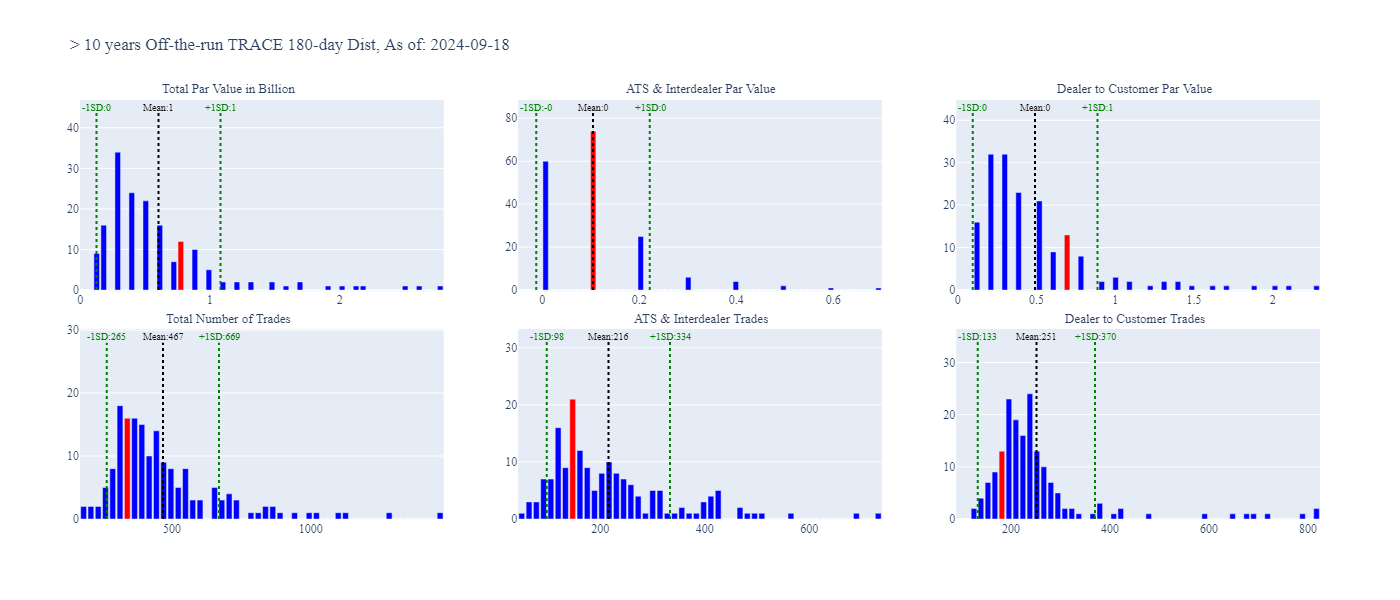 > 10 years Off-the-run TRACE 180-day Dist, As of: 2024-09-18
Total Par Value in Billion
-1SD:0 Mean:1 +1SD:1
40
30
20
10
0
0 1 2
ATS & Interdealer Par Value
-1SD:-0 Mean:0 +1SD:0
80
60
40
20
0
0 0.2 0.4 0.6
Dealer to Customer Par Value
-1SD:0 Mean:0 +1SD:1
40
30
20
10
0
0 0.5 1 1.5 2
Total Number of Trades
-1SD:265 Mean:467 +1SD:669
30
20
10
0
500 1000
ATS & Interdealer Trades
-1SD:98 Mean:216 +1SD:334
30
20
10
0
200 400 600
Dealer to Customer Trades
-1SD:133 Mean:251 +1SD:370
30
20
10
0
200 400 600 800